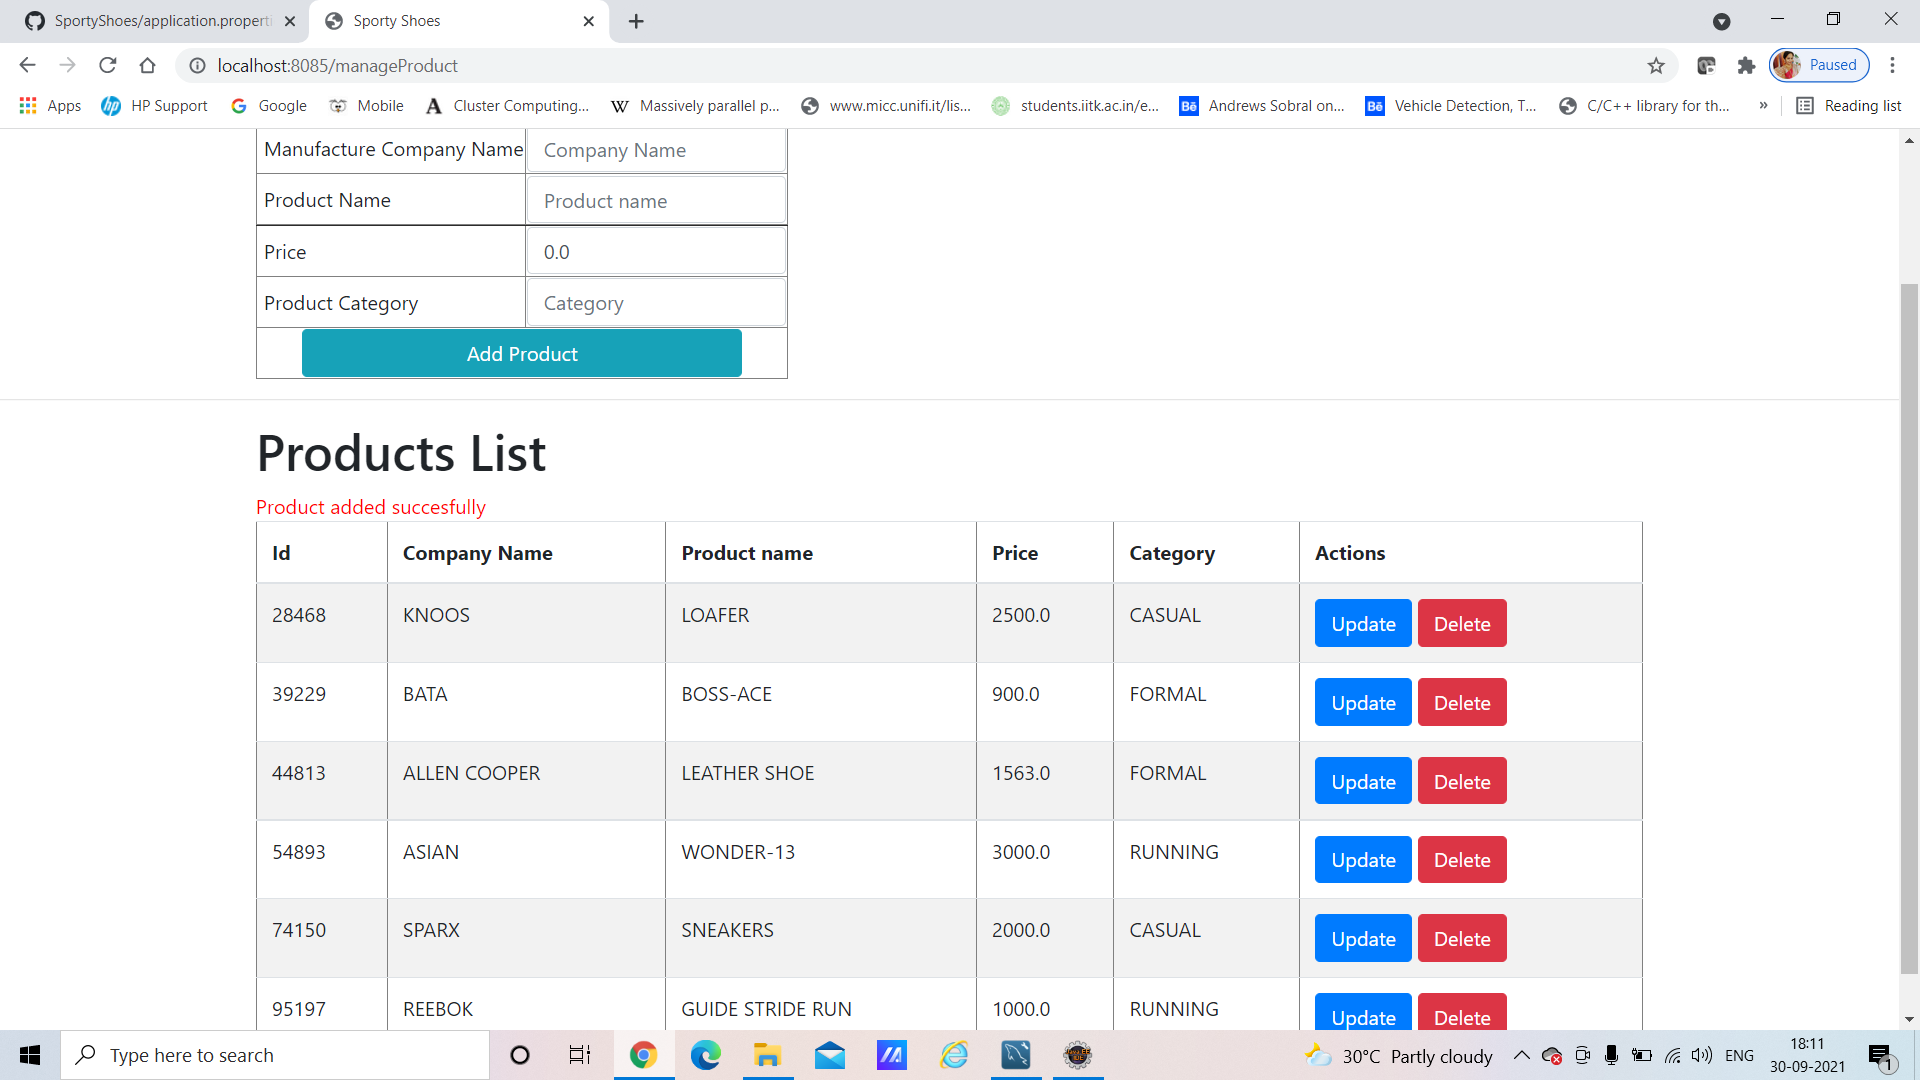 SportyShoes/application.properti
Sporty Shoes
localhost:8085/manageProduct
Paused
Apps
HP Support
Google
Mobile
Cluster Computing...
Massively parallel p...
www.micc.unifi.it/lis...
students.iitk.ac.in/e...
Andrews Sobral on...
Vehicle Detection, T...
C/C++ library for th...
»
Reading list
Manufacture Company Name Company Name
Product Name Product name
Price 0.0
Product Category Category
Add Product
Products List
Product added succesfully
Id Company Name Product name Price Category Actions
28468 KNOOS LOAFER 2500.0 CASUAL Update Delete
39229 BATA BOSS-ACE 900.0 FORMAL Update Delete
44813 ALLEN COOPER LEATHER SHOE 1563.0 FORMAL Update Delete
54893 ASIAN WONDER-13 3000.0 RUNNING Update Delete
74150 SPARX SNEAKERS 2000.0 CASUAL Update Delete
95197 REEBOK GUIDE STRIDE RUN 1000.0 RUNNING Update Delete
Type here to search
30°C Partly cloudy
ENG
18:11
30-09-2021
1